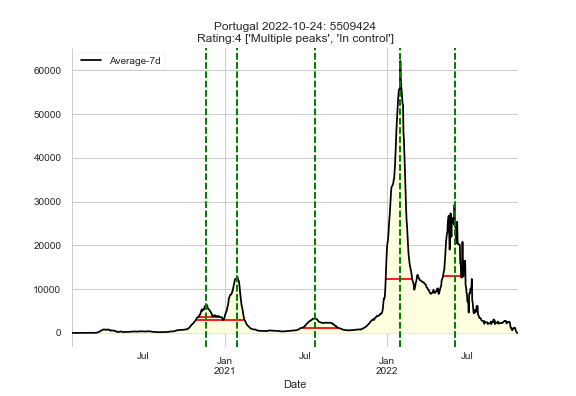 Portugal 2022-10-24: 5509424
Rating:4 ['Multiple peaks', 'In control']
Average-7d
60000
50000
40000
30000
20000
10000
0
Jul
Jan
2021
Jul
Jan
2022
Jul
Date